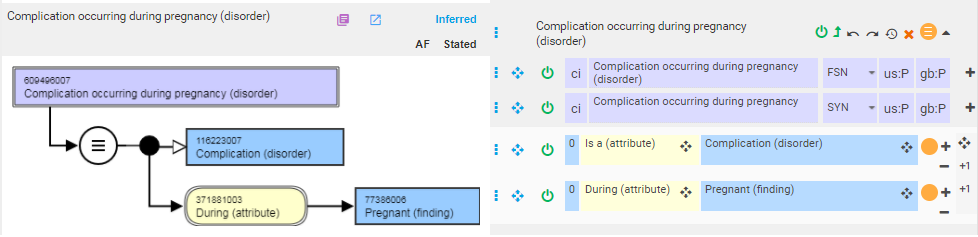 Complication occurring during pregnancy (disorder)
Inferred
AF Stated
609496007
Complication occurring during pregnancy (disorder)
116223007
Complication (disorder)
371881003
During (attribute)
77386006
Pregnant (finding)
Complication occurring during pregnancy
(disorder)
ci Complication occurring during pregnancy
(disorder)
FSN us:P gb:P
ci Complication occurring during pregnancy SYN us:P gb:P
0 Is a (attribute) Complication (disorder)
+1
0 During (attribute) Pregnant (finding) +1